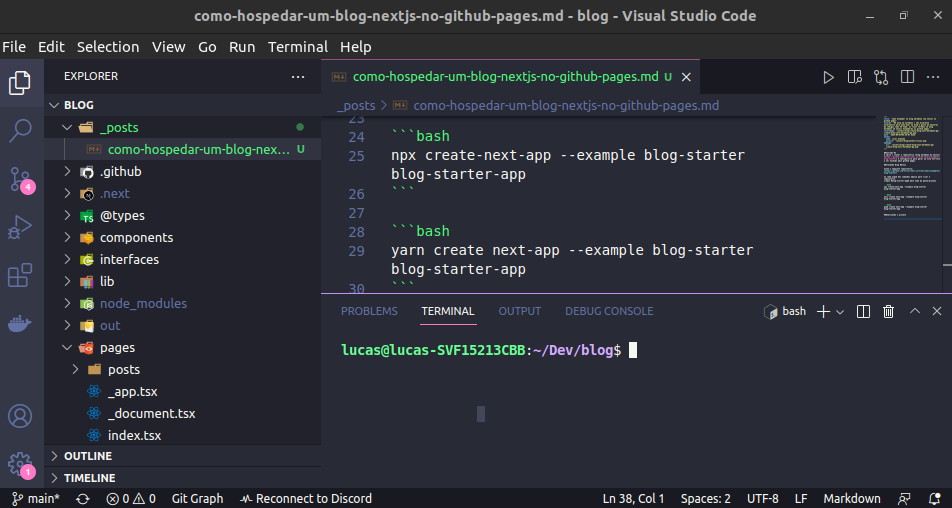 como-hospedar-um-blog-nextjs-no-github-pages.md - blog - Visual Studio Code
File Edit Selection View Go Run Terminal Help
EXPLORER
como-hospedar-um-blog-nextjs-no-github-pages.md U
BLOG
_posts > como-hospedar-um-blog-nextjs-no-github-pages.md
_posts
como-hospedar-um-blog-nex... U
.github
.next
@types
components
interfaces
lib
node_modules
out
pages
posts
_app.tsx
_document.tsx
index.tsx
OUTLINE
TIMELINE
4
1
23
24 ```bash
25 npx create-next-app --example blog-starter
blog-starter-app
26 ```
27
28 ```bash
29 yarn create next-app --example blog-starter
blog-starter-app
30 ```
PROBLEMS TERMINAL OUTPUT DEBUG CONSOLE bash
lucas@lucas-SVF15213CBB:~/Dev/blog$
main* 0 0 Git Graph Reconnect to Discord Ln 38, Col 1 Spaces: 2 UTF-8 LF Markdown